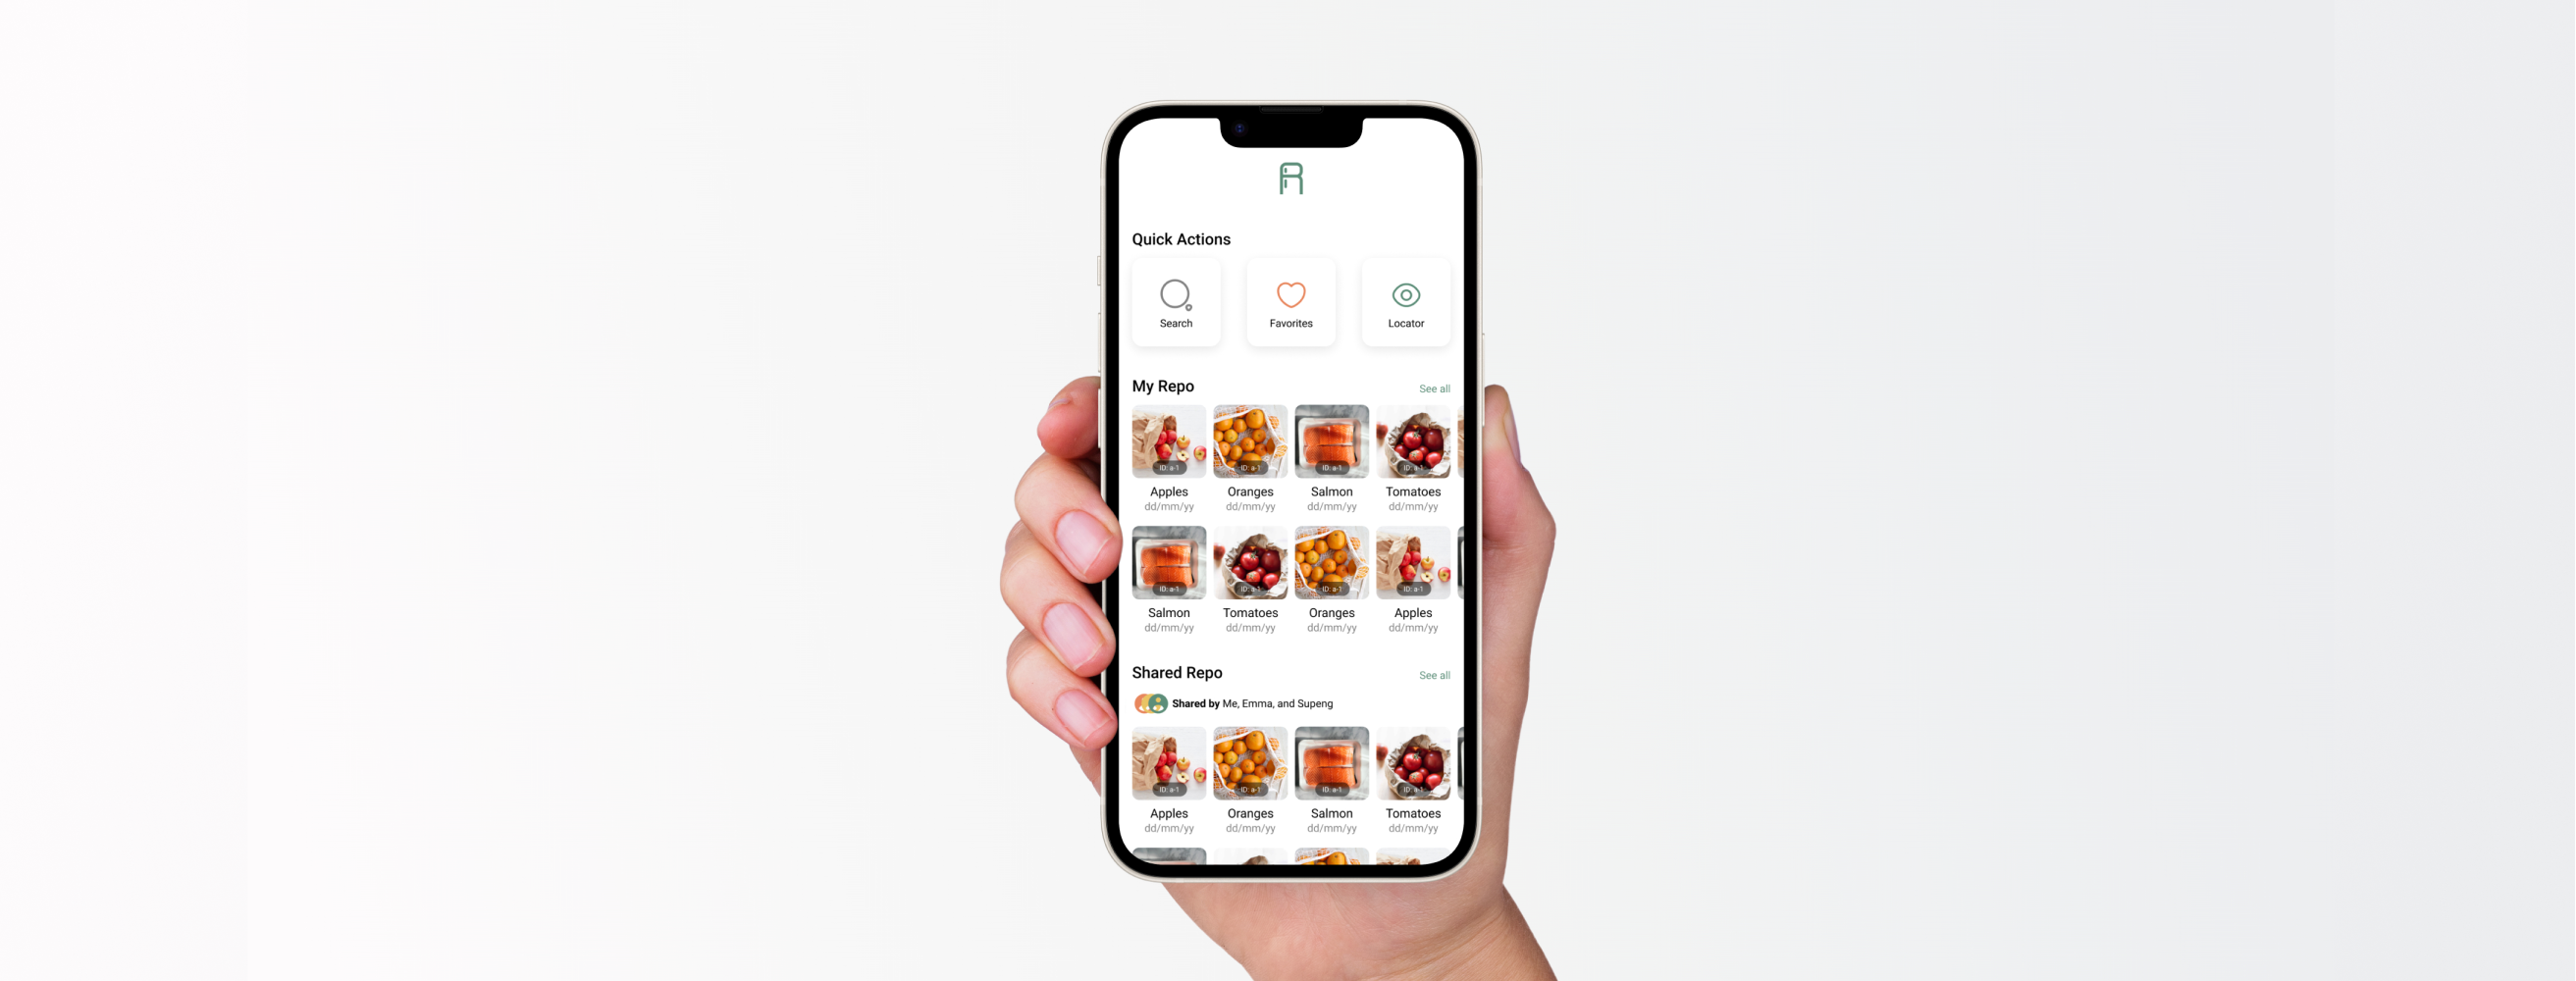 Quick Actions
Search Favorites Locator
My Repo See all
ID: a-1 ID: a-1 ID: a-1 ID: a-1
Apples Oranges Salmon Tomatoes
dd/mm/yy dd/mm/yy dd/mm/yy dd/mm/yy
ID: a-1 ID: a-1 ID: a-1 ID: a-1
Salmon Tomatoes Oranges Apples
dd/mm/yy dd/mm/yy dd/mm/yy dd/mm/yy
Shared Repo See all
Shared by Me, Emma, and Supeng
ID: a-1 ID: a-1 ID: a-1 ID: a-1
Apples Oranges Salmon Tomatoes
dd/mm/yy dd/mm/yy dd/mm/yy dd/mm/yy